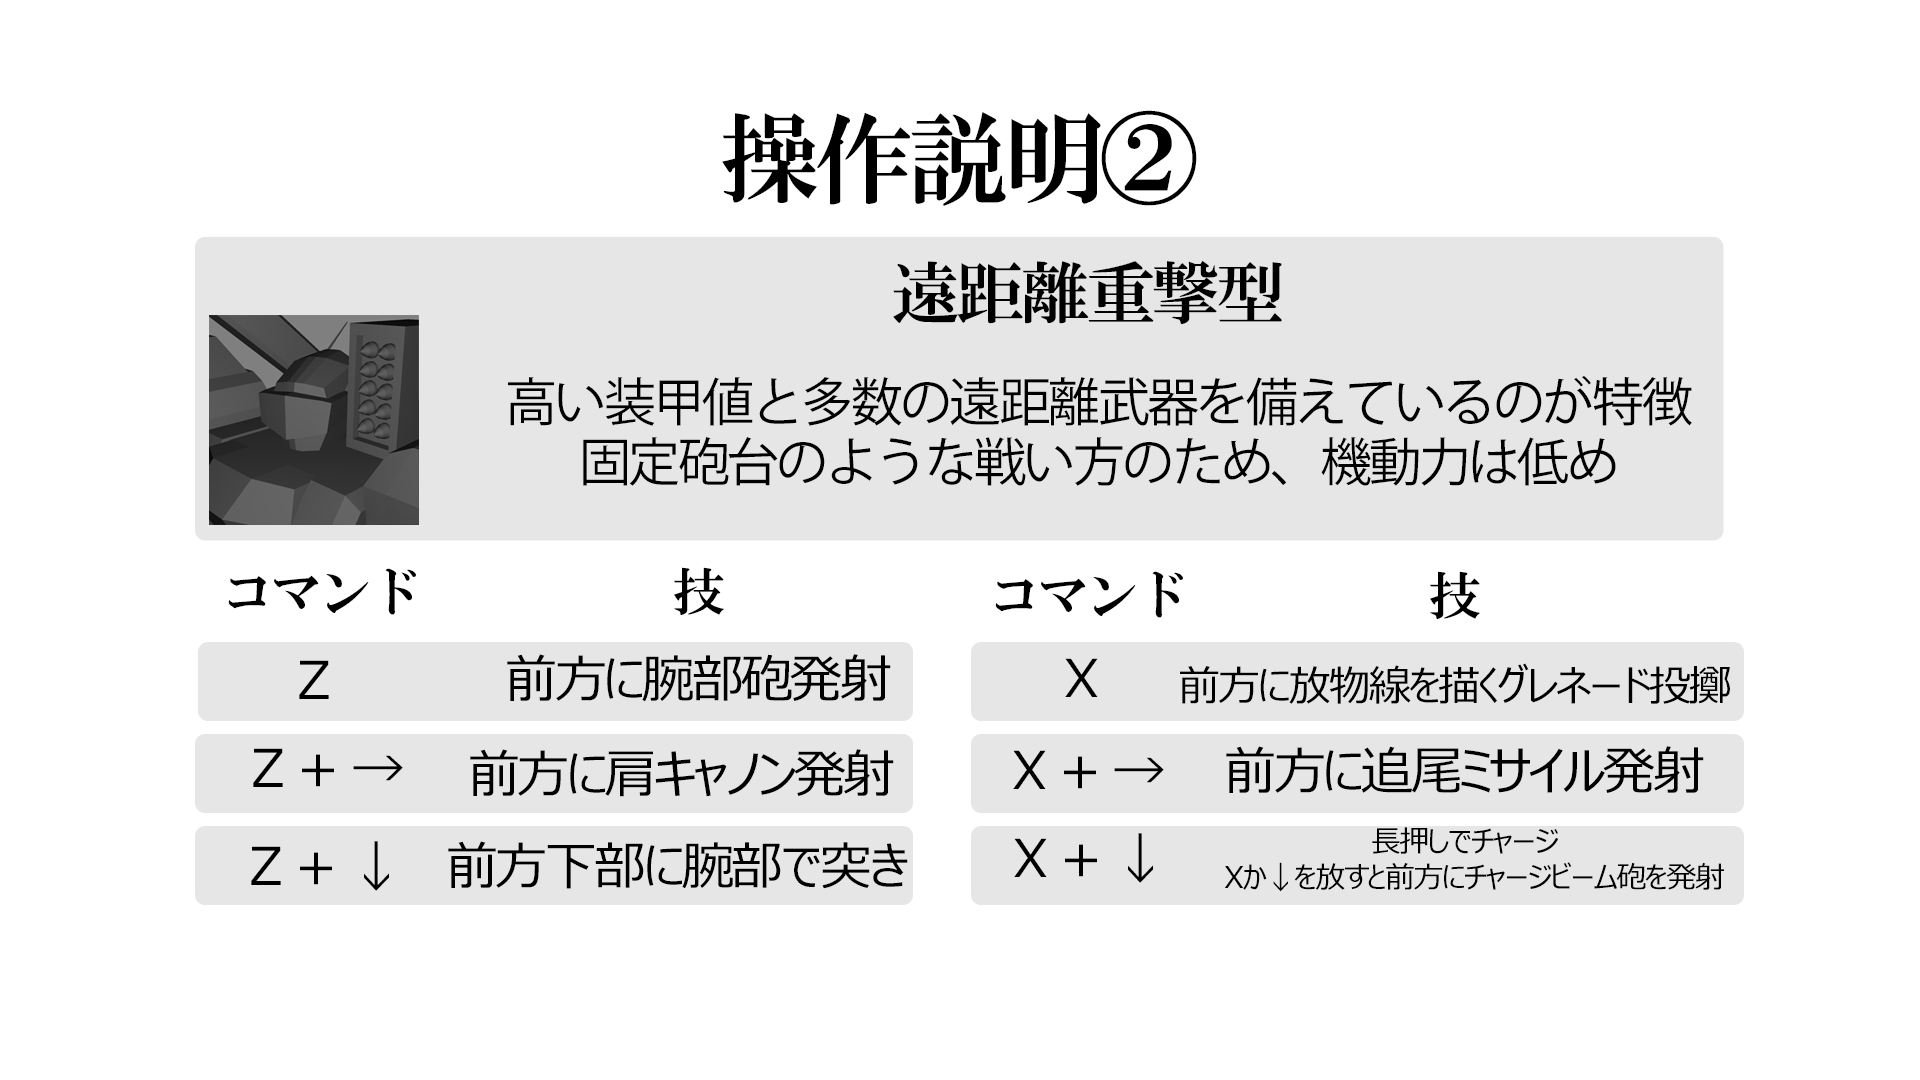 操作説明②
遠距離重撃型
高い装甲値と多数の遠距離武器を備えているのが特徴
固定砲台のような戦い方のため、機動力は低め
コマンド 技
Z 前方に腕部砲発射
Z + → 前方に肩キャノン発射
Z + ↓ 前方下部に腕部で突き
コマンド 技
X 前方に放物線を描くグレネード投擲
X + → 前方に追尾ミサイル発射
X + ↓ 長押しでチャージ
Xか↓を放すと前方にチャージビーム砲を発射